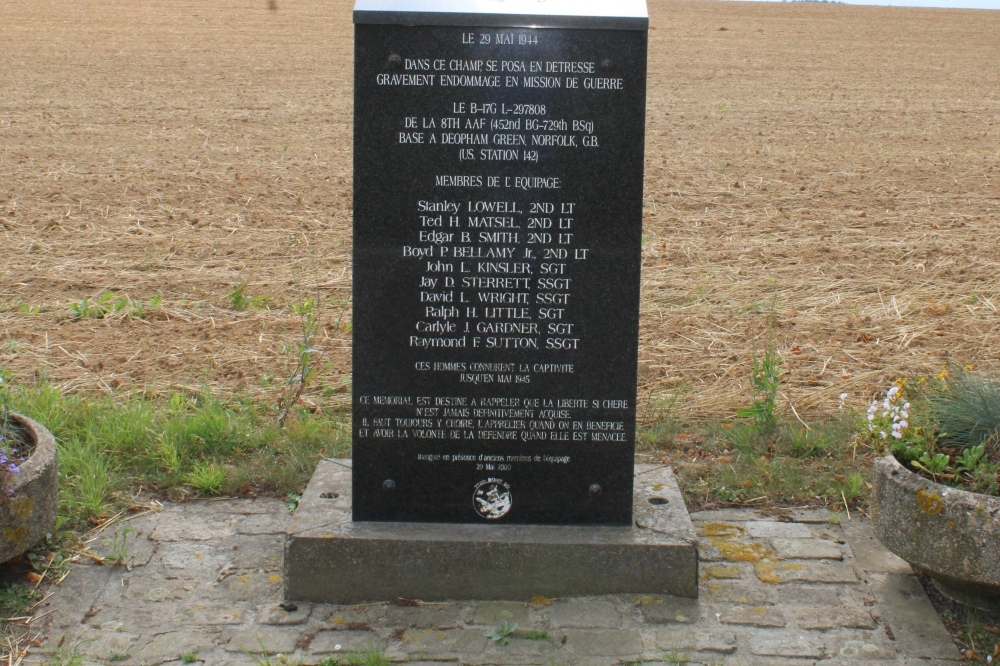 LE 29 MAI 1944
DANS CE CHAMP, SE POSA EN DETRESSE
GRAVEMENT ENDOMMAGE EN MISSION DE GUERRE
LE B-17G L-297808
DE LA 8TH AAF (452nd BG-729th BSq)
BASE A DEOPHAM GREEN, NORFOLK, G.B.
(US. STATION 142)
MEMBRES DE L' EQUIPAGE:
Stanley LOWELL, 2ND LT
Ted H. MATSEL, 2ND LT
Edgar B. SMITH, 2ND LT
Boyd P. BELLAMY Jr., 2ND LT
John L. KINSLER, SGT
Jay D. STERRETT, SSGT
David L. WRIGHT, SSGT
Ralph H. LITTLE, SGT
Carlyle J. GARDNER, SGT
Raymond F. SUTTON, SSGT
CES HOMMES CONNURENT LA CAPTIVITE
JUSQU'EN MAI 1945
CE MEMORIAL EST DESTINE A RAPPELER QUE LA LIBERTE SI CHERE
N'EST JAMAIS DEFINITIVEMENT ACQUISE.
IL FAUT TOUJOURS Y CROIRE, L'APPRECIER QUAND ON EN BENEFICIE
ET AVOIR LA VOLONTE DE LA DEFENDRE QUAND ELLE EST MENACEE.
Inauguré en présence d'anciens membres de l'équipage
29 Mai 2000